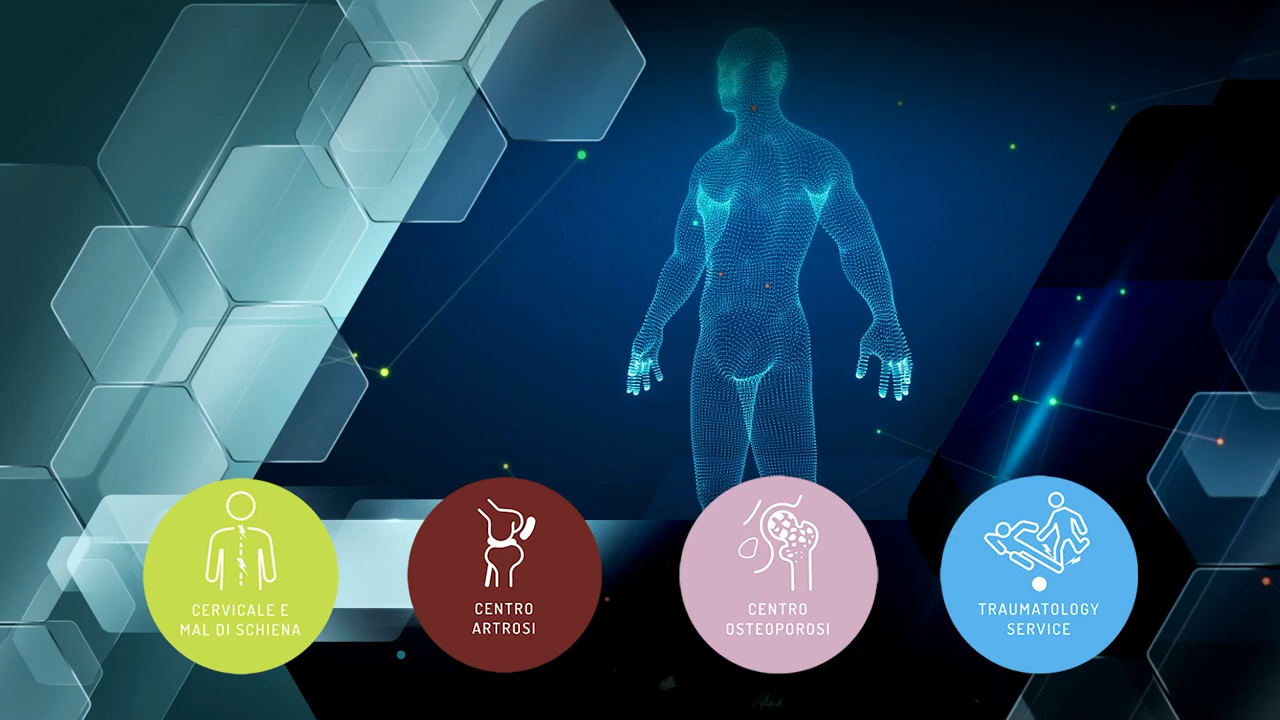 CERVICALE E
MAL DI SCHIENA
CENTRO
ARTROSI
CENTRO
OSTEOPOROSI
TRAUMATOLOGY
SERVICE